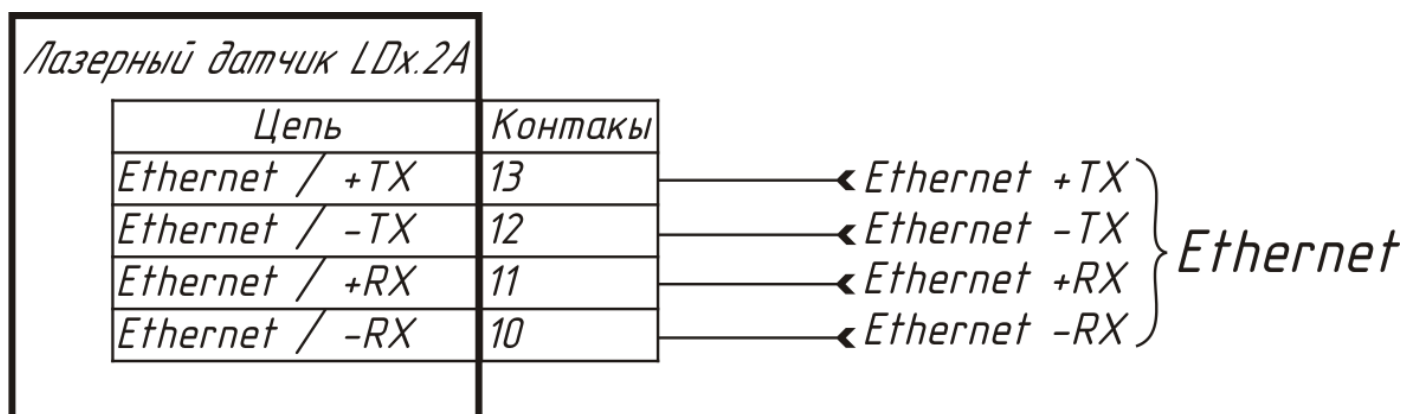 Лазерный датчик LDx.2A
Цепь Контакы
Ethernet / +TX 13 Ethernet +TX
Ethernet / -TX 12 Ethernet -TX
Ethernet / +RX 11 Ethernet +RX
Ethernet / -RX 10 Ethernet -RX
Ethernet